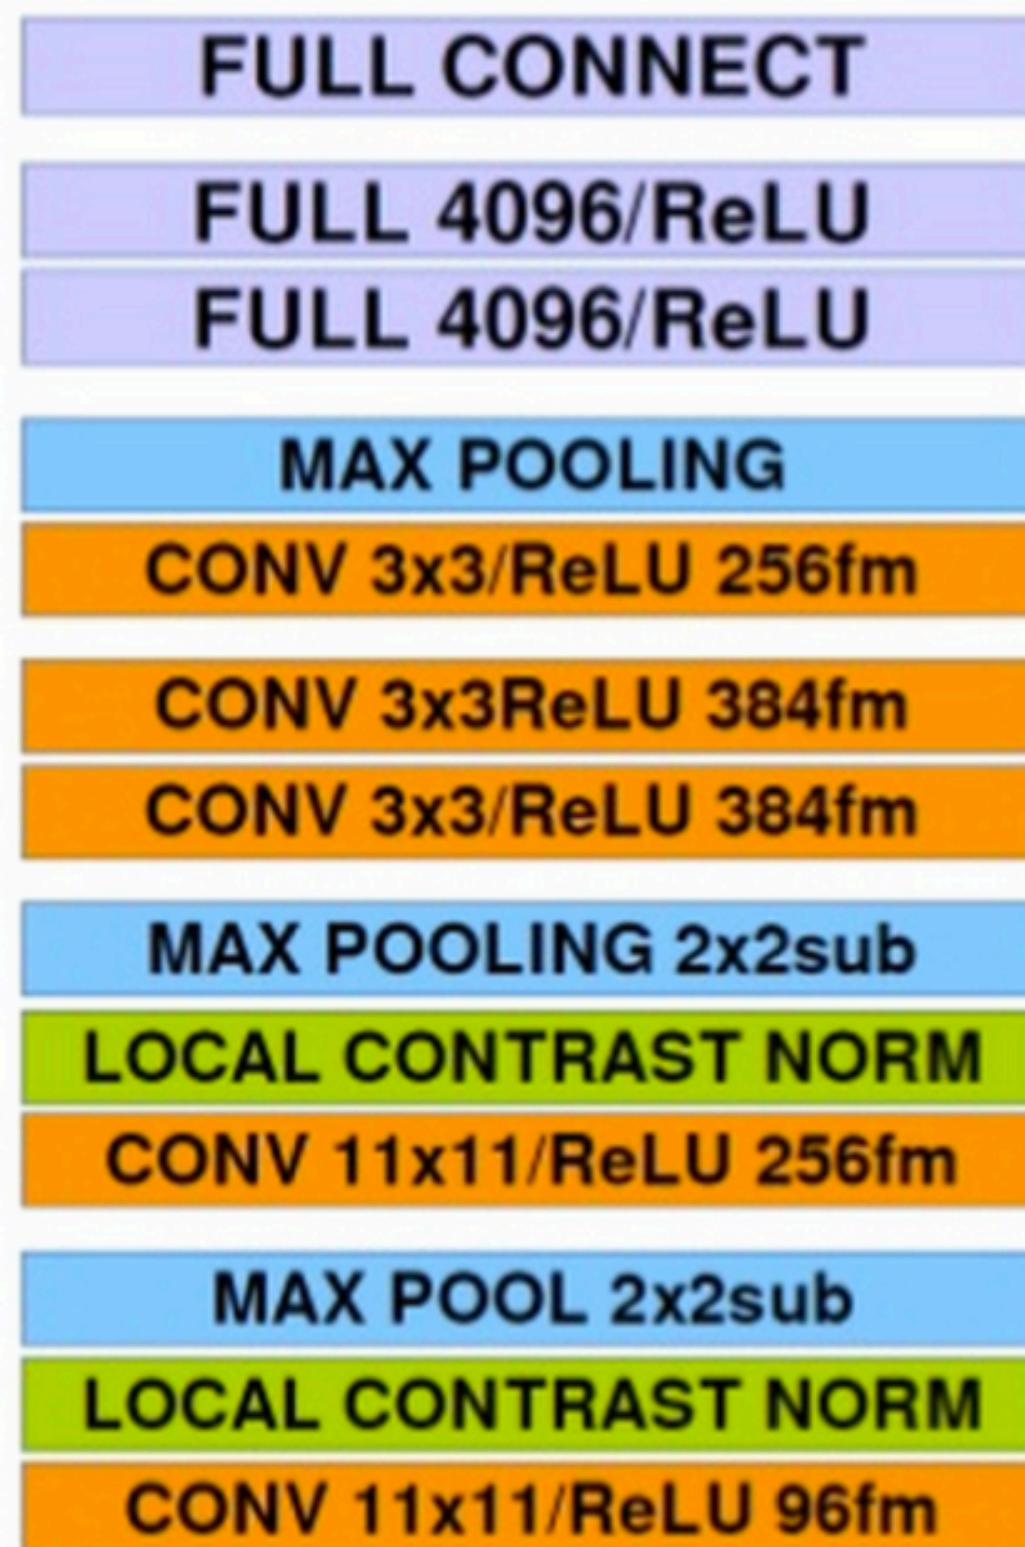 FULL CONNECT
FULL 4096/ReLU
FULL 4096/ReLU
MAX POOLING
CONV 3x3/ReLU 256fm
CONV 3x3ReLU 384fm
CONV 3x3/ReLU 384fm
MAX POOLING 2x2sub
LOCAL CONTRAST NORM
CONV 11x11/ReLU 256fm
MAX POOL 2x2sub
LOCAL CONTRAST NORM
CONV 11x11/ReLU 96fm